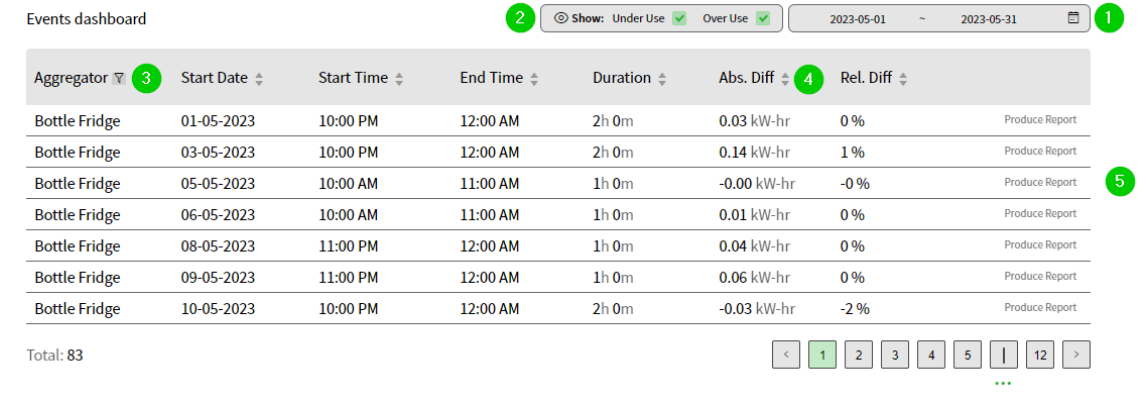 Events dashboard 2 Show: Under Use Over Use 2023-05-01 ~ 2023-05-31 1
Aggregator 3 Start Date Start Time End Time Duration Abs. Diff 4 Rel. Diff
Bottle Fridge 01-05-2023 10:00 PM 12:00 AM 2h 0m 0.03 kW-hr 0 % Produce Report
Bottle Fridge 03-05-2023 10:00 PM 12:00 AM 2h 0m 0.14 kW-hr 1 % Produce Report
Bottle Fridge 05-05-2023 10:00 AM 11:00 AM 1h 0m -0.00 kW-hr -0 % Produce Report 5
Bottle Fridge 06-05-2023 10:00 AM 11:00 AM 1h 0m 0.01 kW-hr 0 % Produce Report
Bottle Fridge 08-05-2023 11:00 PM 12:00 AM 1h 0m 0.04 kW-hr 0 % Produce Report
Bottle Fridge 09-05-2023 11:00 PM 12:00 AM 1h 0m 0.06 kW-hr 0 % Produce Report
Bottle Fridge 10-05-2023 10:00 PM 12:00 AM 2h 0m -0.03 kW-hr -2 % Produce Report
Total: 83 < 1 2 3 4 5 | 12 >
...